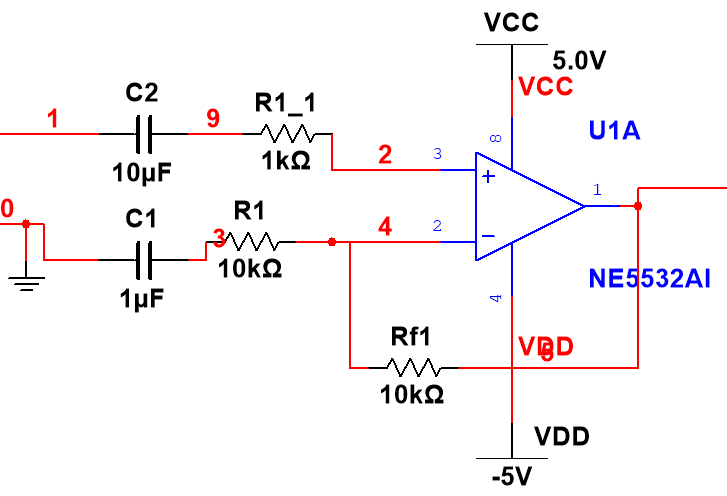 VCC
5.0V
VCC
C2
1
9
R1_1
10µF
1kΩ
2
3
8
U1A
+
1
0
C1
3
R1
4
2
−
1µF
10kΩ
4
NE5532AI
Rf1
VDD
10kΩ
VDD
-5V